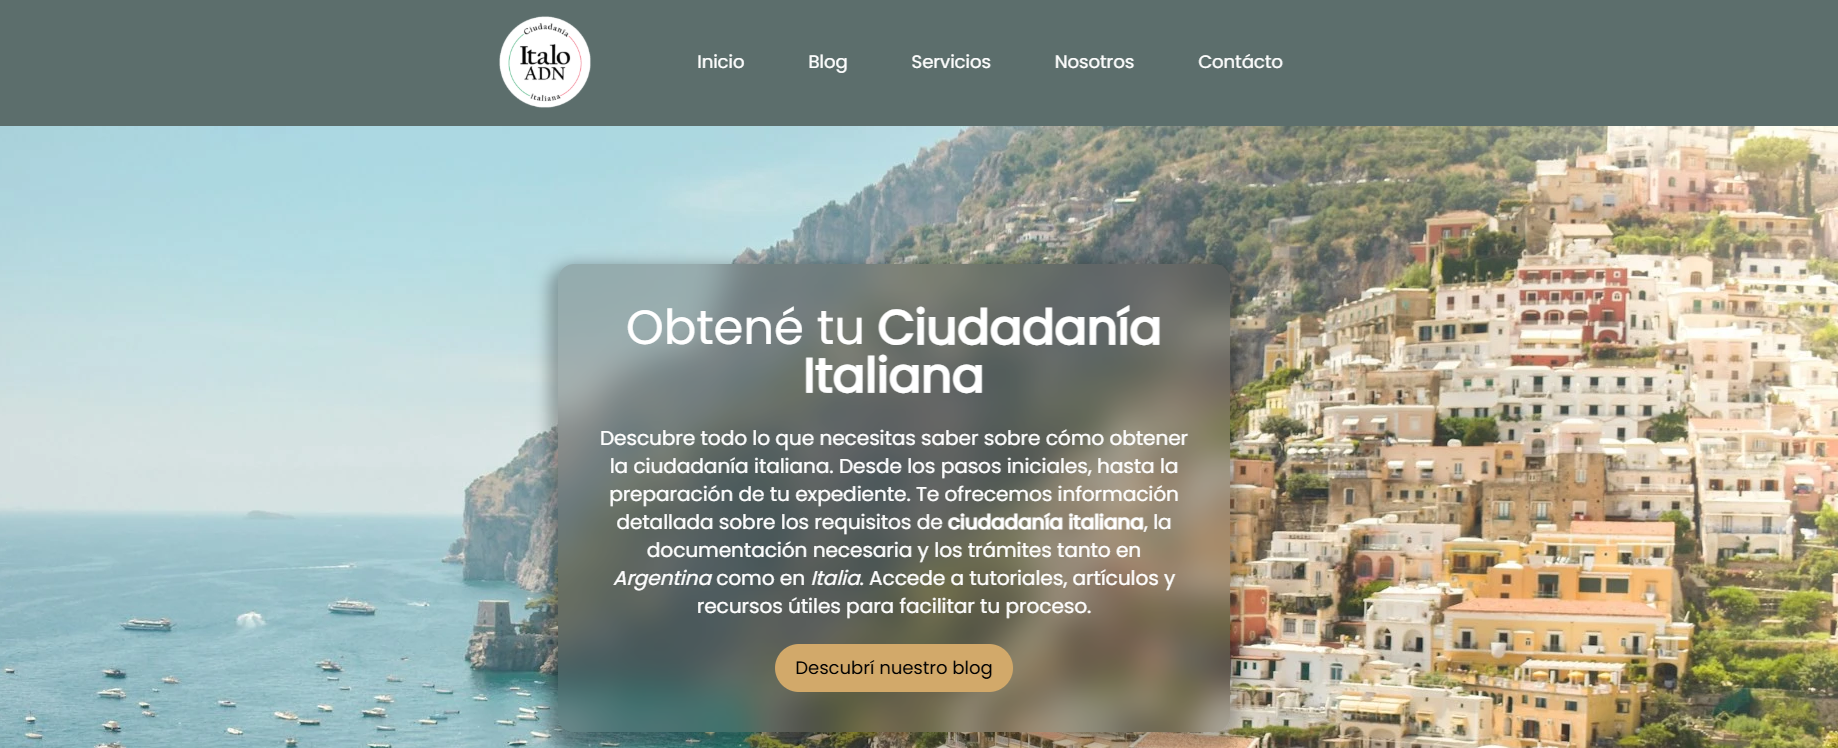 Ciudadanía
Italo
ADN
italiana
Inicio
Blog
Servicios
Nosotros
Contácto
Obtené tu Ciudadanía
Italiana
Descubre todo lo que necesitas saber sobre cómo obtener
la ciudadanía italiana. Desde los pasos iniciales, hasta la
preparación de tu expediente. Te ofrecemos información
detallada sobre los requisitos de ciudadanía italiana, la
documentación necesaria y los trámites tanto en
Argentina como en Italia. Accede a tutoriales, artículos y
recursos útiles para facilitar tu proceso.
Descubrí nuestro blog